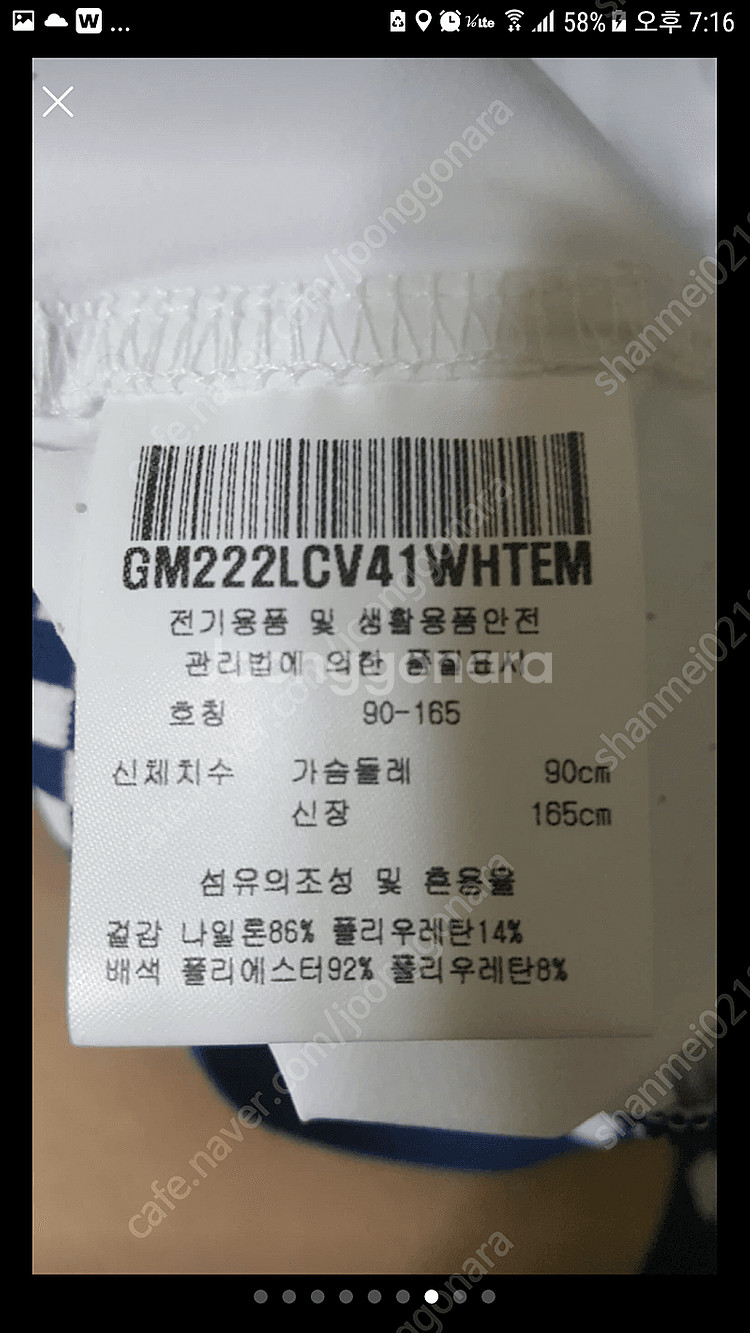 W ...
58% 오후 7:16
GM222LCV41WHTEM
전기용품 및 생활용품안전
관리법에 의한 품질표시
joonggonara
호칭 90-165
신체치수 가슴둘레 90cm
신장 165cm
섬유의조성 및 혼용율
겉감 나일론86% 폴리우레탄14%
배색 폴리에스터92% 폴리우레탄8%
cafe.naver.com/joonggonara
shanmei021